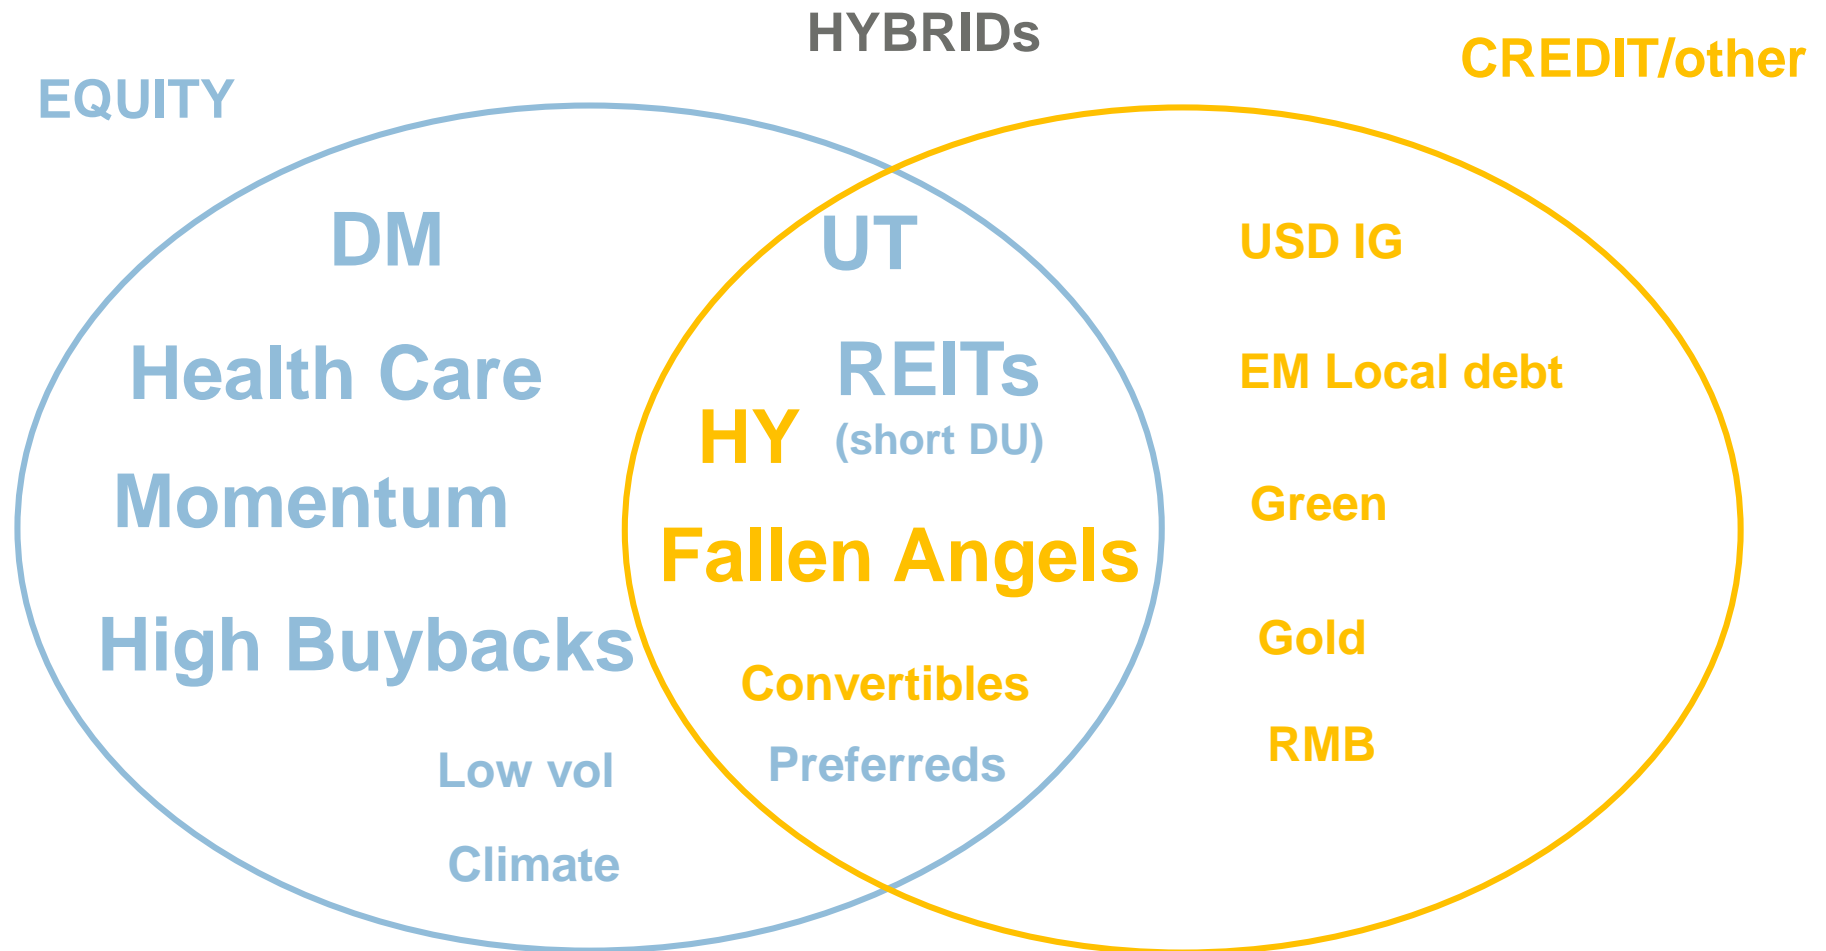 HYBRIDs
EQUITY
CREDIT/other
DM
Health Care
Momentum
High Buybacks
Low vol
Climate
UT
REITs
(short DU)
HY
Fallen Angels
Convertibles
Preferreds
USD IG
EM Local debt
Green
Gold
RMB